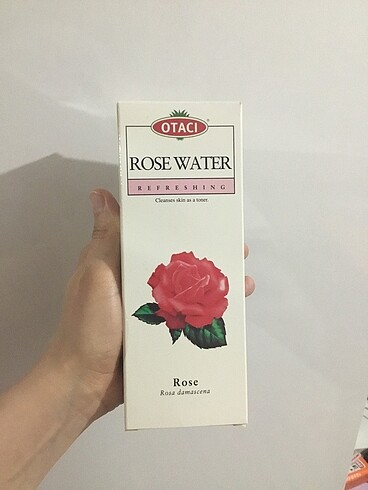 OTACI
ROSE WATER
REFRESHING
Cleanses skin as a toner.
Rose
Rosa damascena